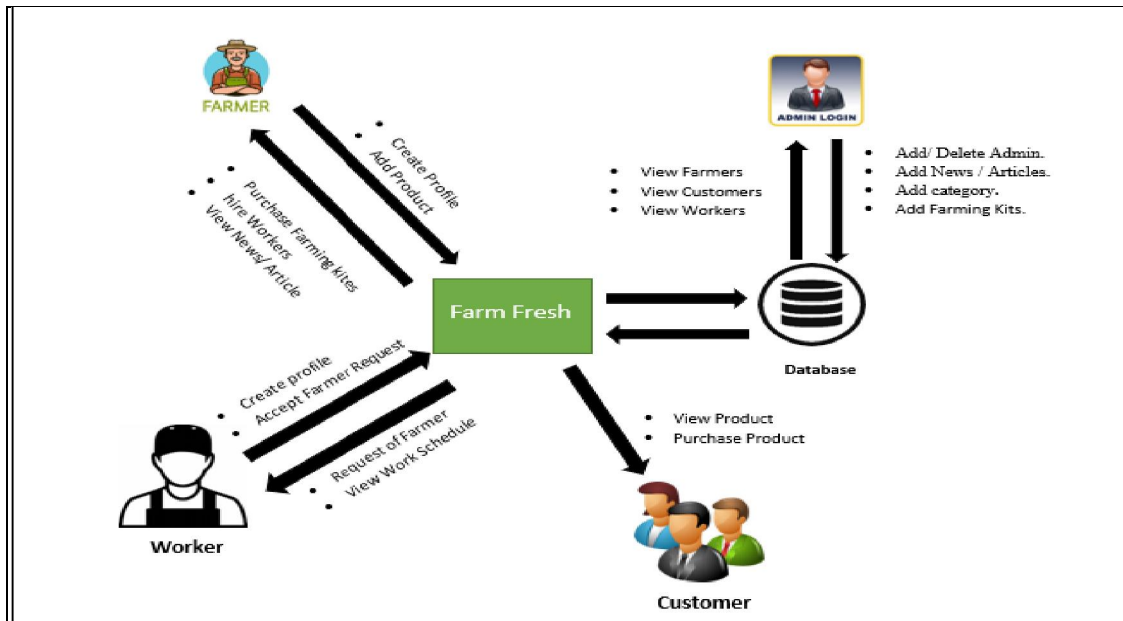 FARMER
Create Profile
Add Product
Purchase Farming kites
hire Workers
View News/ Article
ADMIN LOGIN
View Farmers
View Customers
View Workers
Add/ Delete Admin.
Add News / Articles.
Add category.
Add Farming Kits.
Farm Fresh
Database
Create profile
Accept Farmer Request
Request of Farmer
View Work Schedule
Worker
View Product
Purchase Product
Customer